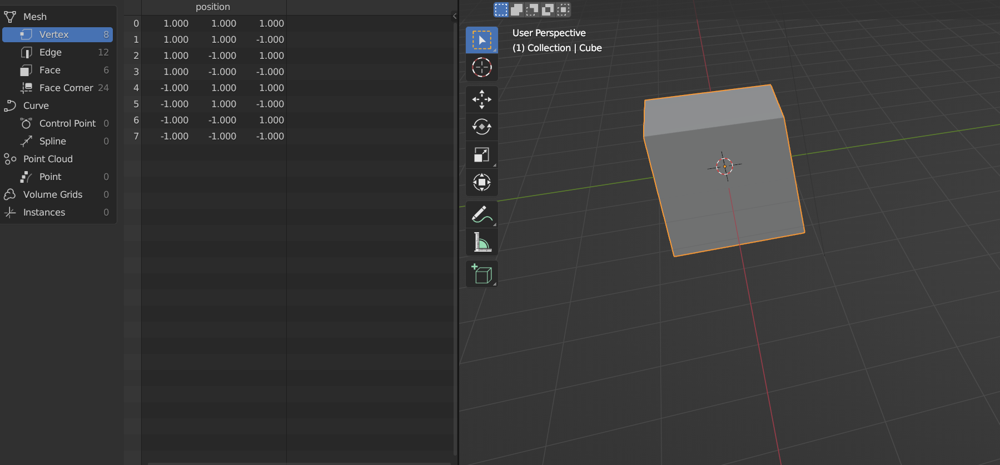 Mesh
Vertex 8
Edge 12
Face 6
Face Corner 24
Curve
Control Point 0
Spline 0
Point Cloud
Point 0
Volume Grids 0
Instances 0
position
0 1.000 1.000 1.000
1 1.000 1.000 -1.000
2 1.000 -1.000 1.000
3 1.000 -1.000 -1.000
4 -1.000 1.000 1.000
5 -1.000 1.000 -1.000
6 -1.000 -1.000 1.000
7 -1.000 -1.000 -1.000
User Perspective
(1) Collection | Cube